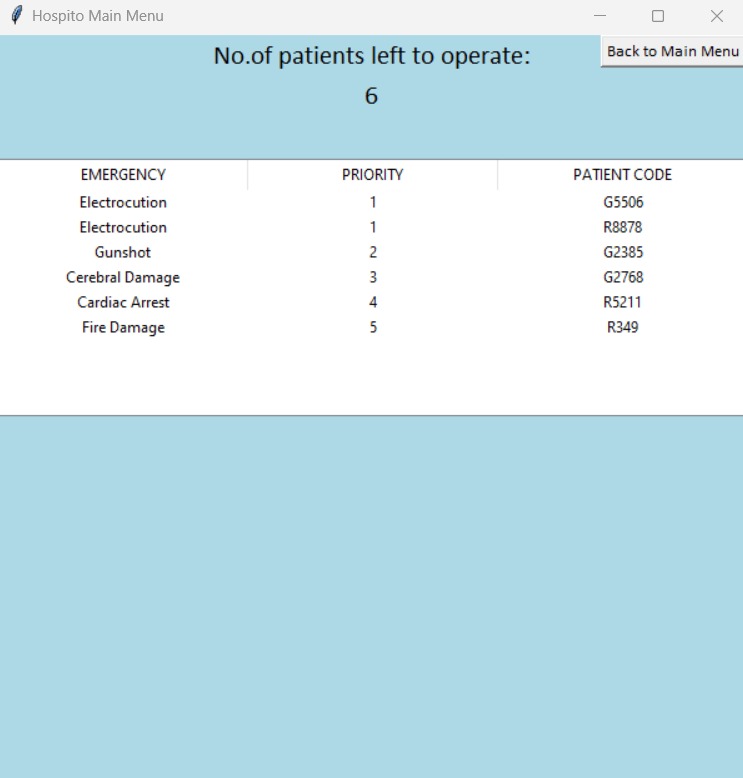 Hospito Main Menu
No.of patients left to operate:
Back to Main Menu
6
EMERGENCY PRIORITY PATIENT CODE
Electrocution 1 G5506
Electrocution 1 R8878
Gunshot 2 G2385
Cerebral Damage 3 G2768
Cardiac Arrest 4 R5211
Fire Damage 5 R349